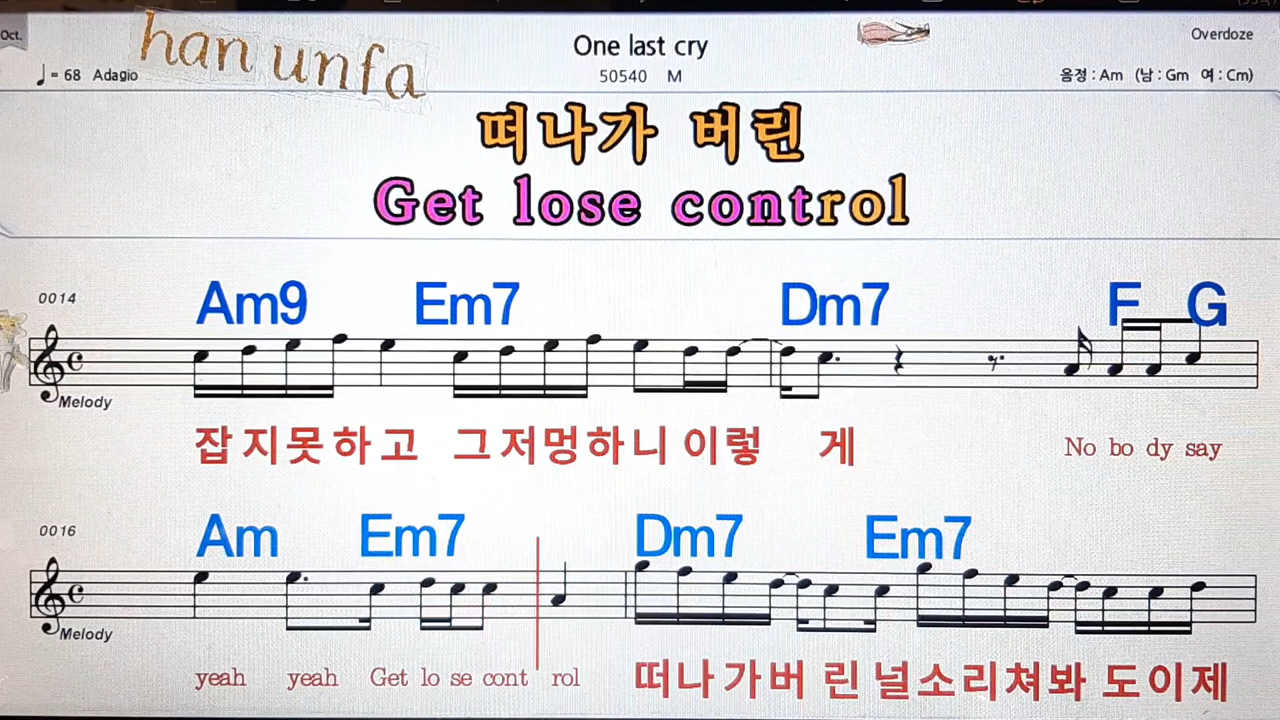 Oct.
han unfa
One last cry
Overdoze
♩= 68 Adagio
50540 M
음정 : Am (남 : Gm 여 : Cm)
떠나가 버린
Get lose control
0014
Am9 Em7 Dm7 F G
Melody
잡지못하고 그저멍하니 이렇 게 No bo dy say
0016
Am Em7 Dm7 Em7
Melody
yeah yeah Get lo se cont rol 떠나가버 린 널소리쳐봐 도이제